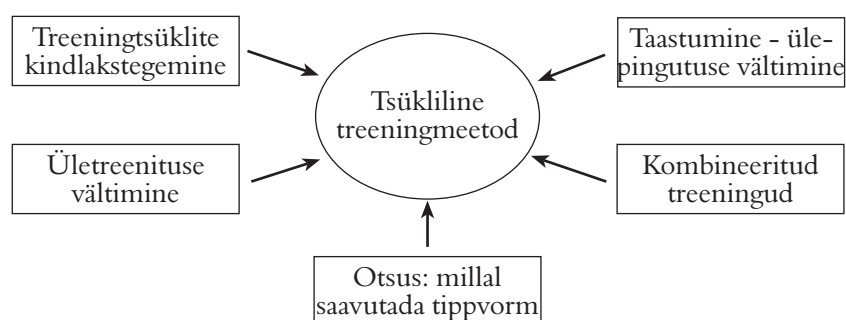 Treeningtsüklite
kindlakstegemine
Taastumine - üle-
pingutuse vältimine
Tsükliline
treeningmeetod
Ületreenituse
vältimine
Kombineeritud
treeningud
Otsus: millal
saavutada tippvorm